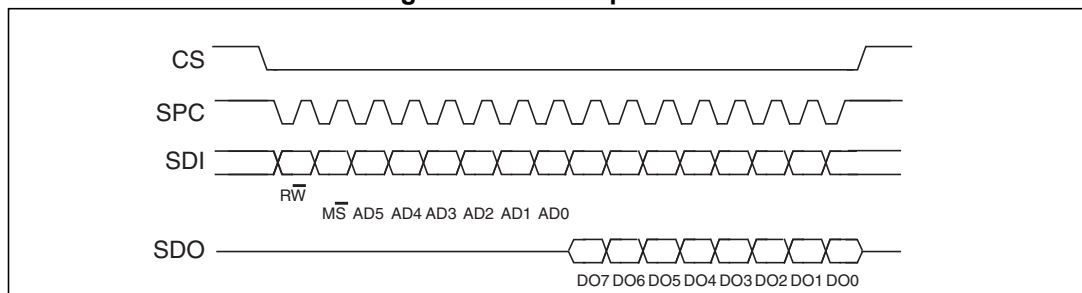 CS
SPC
SDI
RW̅
MS̅ AD5 AD4 AD3 AD2 AD1 AD0
SDO
DO7 DO6 DO5 DO4 DO3 DO2 DO1 DO0